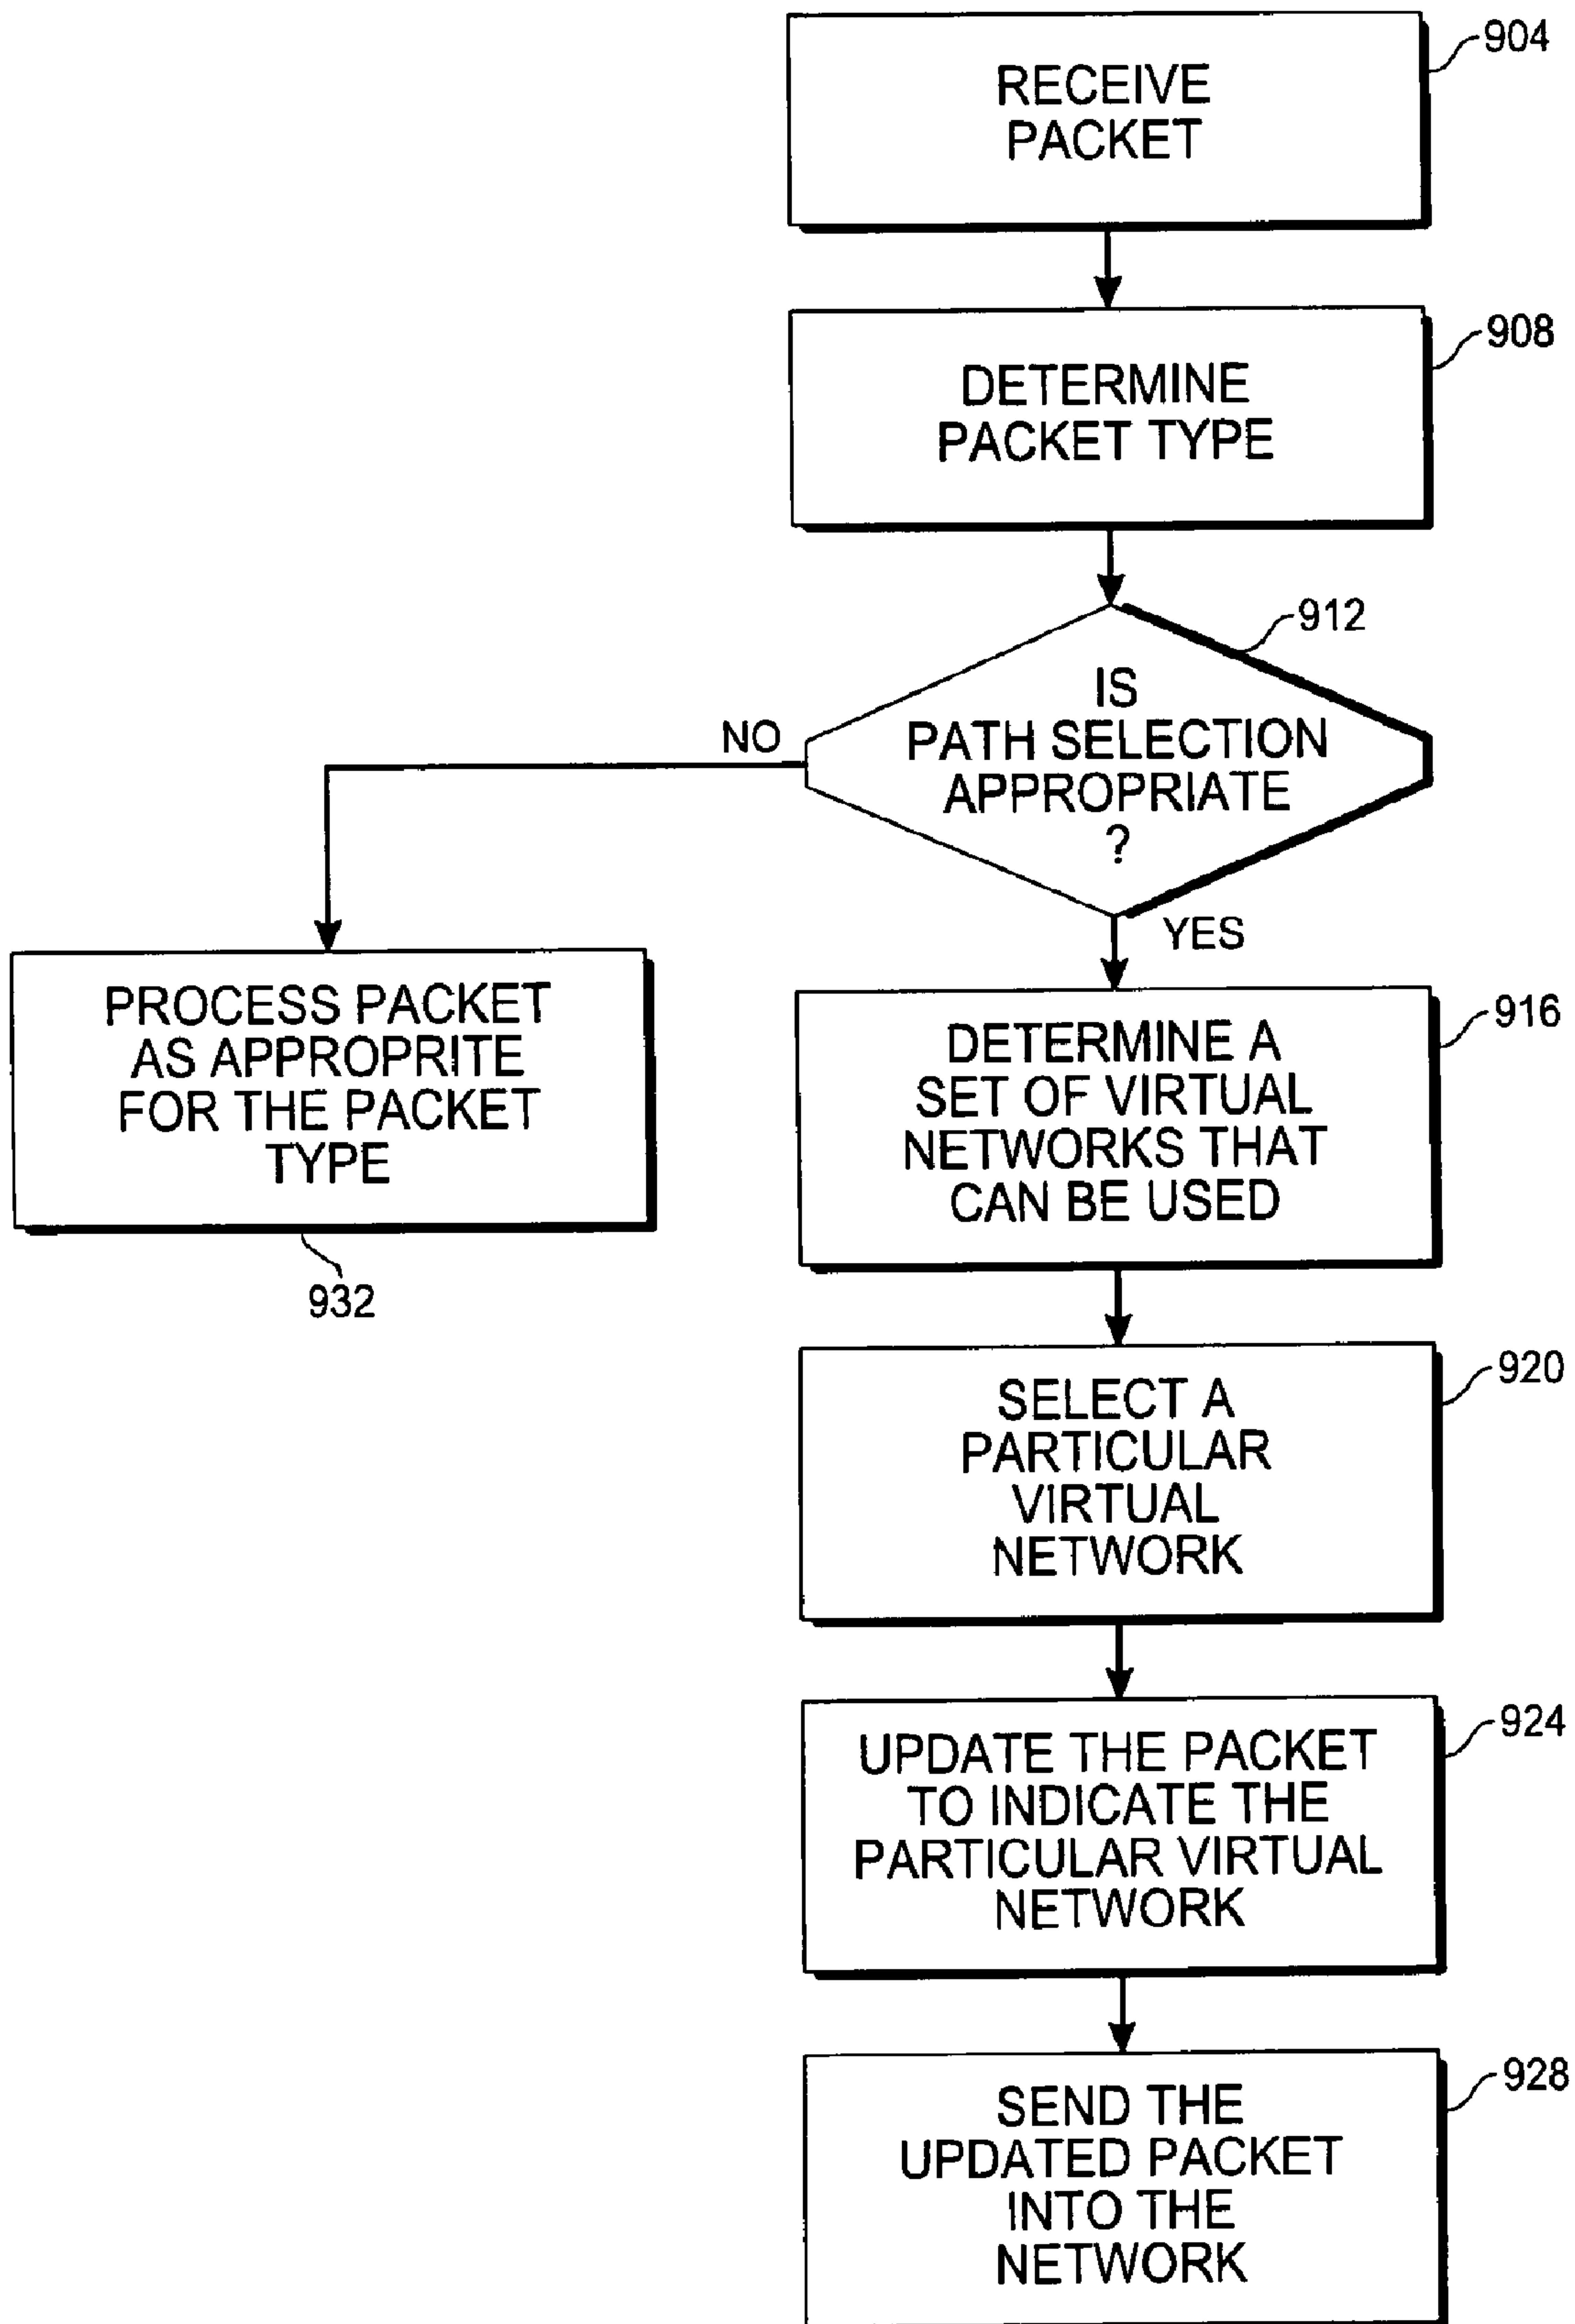 904
RECEIVE
PACKET
908
DETERMINE
PACKET TYPE
912
IS
PATH SELECTION
APPROPRIATE
?
NO
YES
PROCESS PACKET
AS APPROPRITE
FOR THE PACKET
TYPE
932
916
DETERMINE A
SET OF VIRTUAL
NETWORKS THAT
CAN BE USED
920
SELECT A
PARTICULAR
VIRTUAL
NETWORK
924
UPDATE THE PACKET
TO INDICATE THE
PARTICULAR VIRTUAL
NETWORK
928
SEND THE
UPDATED PACKET
INTO THE
NETWORK